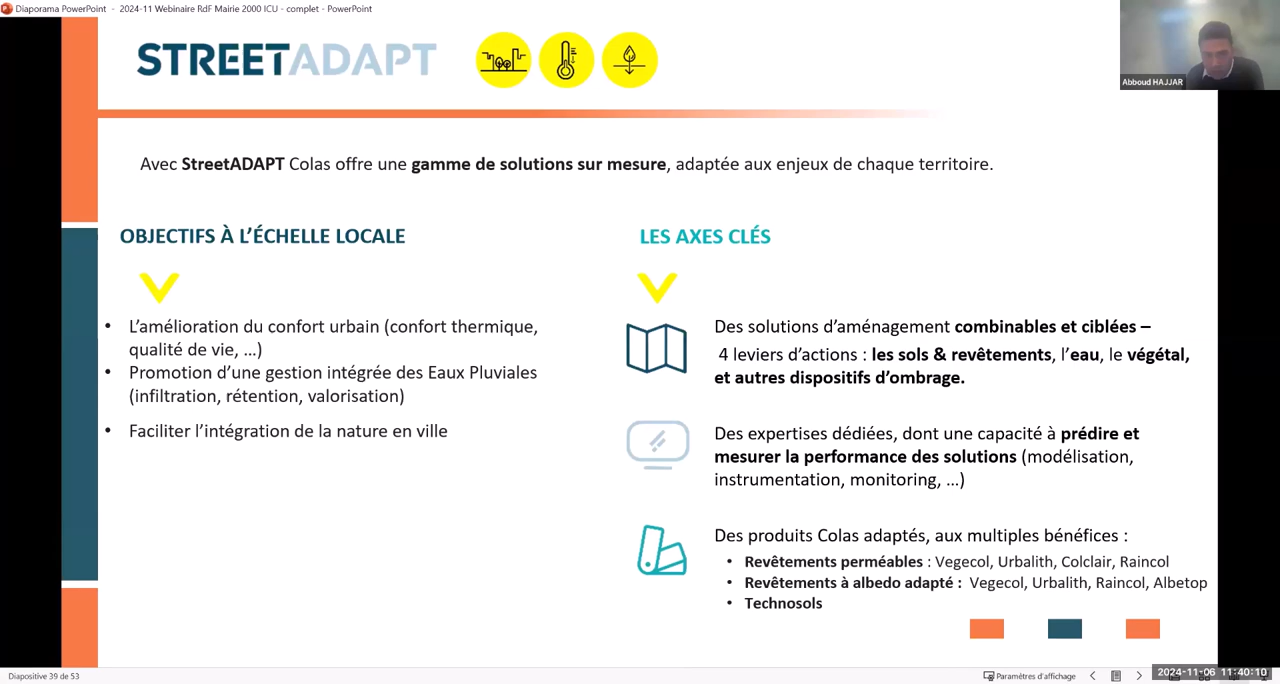 Diaporama PowerPoint - 2024-11 Webinaire RdF Mairie 2000 ICU - complet - PowerPoint
STREETADAPT
Abboud HAJJAR
Avec StreetADAPT Colas offre une gamme de solutions sur mesure, adaptée aux enjeux de chaque territoire.
OBJECTIFS À L’ÉCHELLE LOCALE
• L’amélioration du confort urbain (confort thermique,
qualité de vie, ...)
• Promotion d’une gestion intégrée des Eaux Pluviales
(infiltration, rétention, valorisation)
• Faciliter l’intégration de la nature en ville
LES AXES CLÉS
Des solutions d’aménagement combinables et ciblées –
4 leviers d’actions : les sols & revêtements, l’eau, le végétal,
et autres dispositifs d’ombrage.
Des expertises dédiées, dont une capacité à prédire et
mesurer la performance des solutions (modélisation,
instrumentation, monitoring, ...)
Des produits Colas adaptés, aux multiples bénéfices :
• Revêtements perméables : Vegecol, Urbalith, Colclair, Raincol
• Revêtements à albedo adapté : Vegecol, Urbalith, Raincol, Albetop
• Technosols
Diapositive 39 de 53
Paramètres d'affichage
2024-11-06 11:40:10